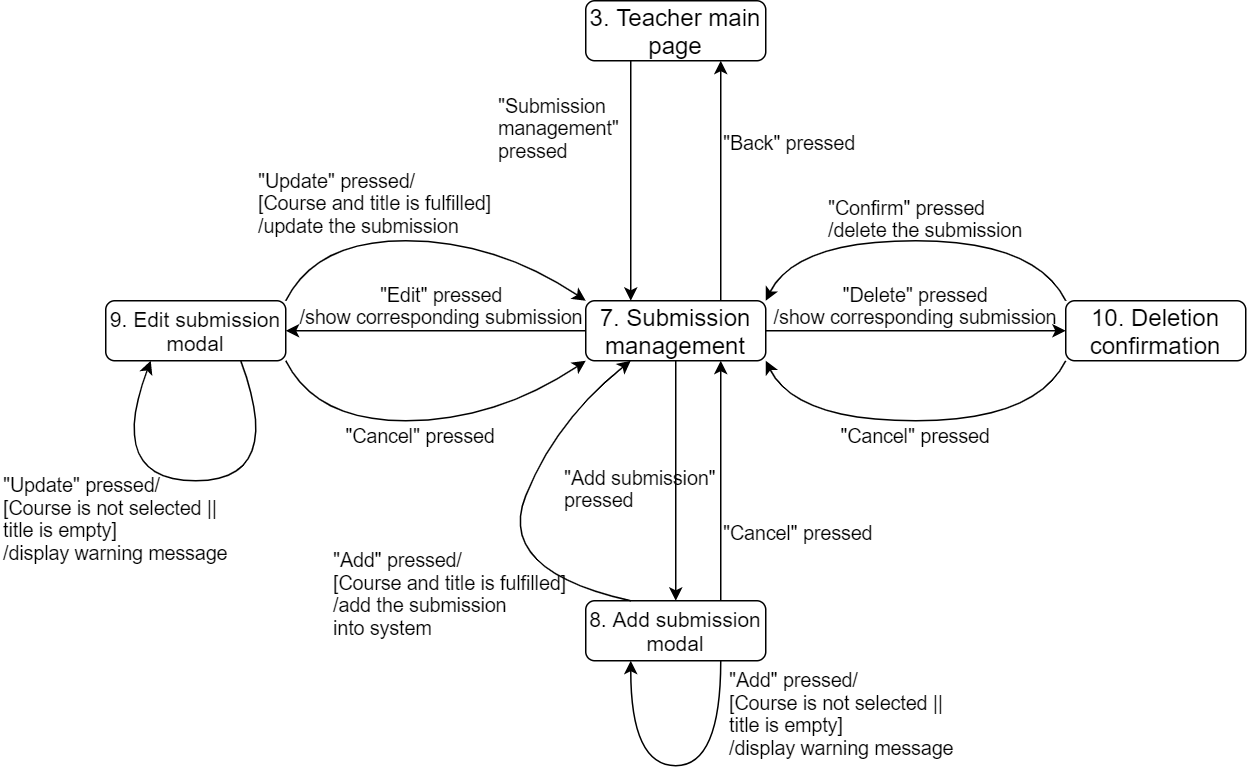 3. Teacher main
page
"Submission
management"
pressed
"Back" pressed
"Update" pressed/
[Course and title is fulfilled]
/update the submission
"Confirm" pressed
/delete the submission
"Edit" pressed
/show corresponding submission
"Delete" pressed
/show corresponding submission
9. Edit submission
modal
7. Submission
management
10. Deletion
confirmation
"Cancel" pressed
"Cancel" pressed
"Update" pressed/
[Course is not selected ||
title is empty]
/display warning message
"Add submission"
pressed
"Cancel" pressed
"Add" pressed/
[Course and title is fulfilled]
/add the submission
into system
8. Add submission
modal
"Add" pressed/
[Course is not selected ||
title is empty]
/display warning message